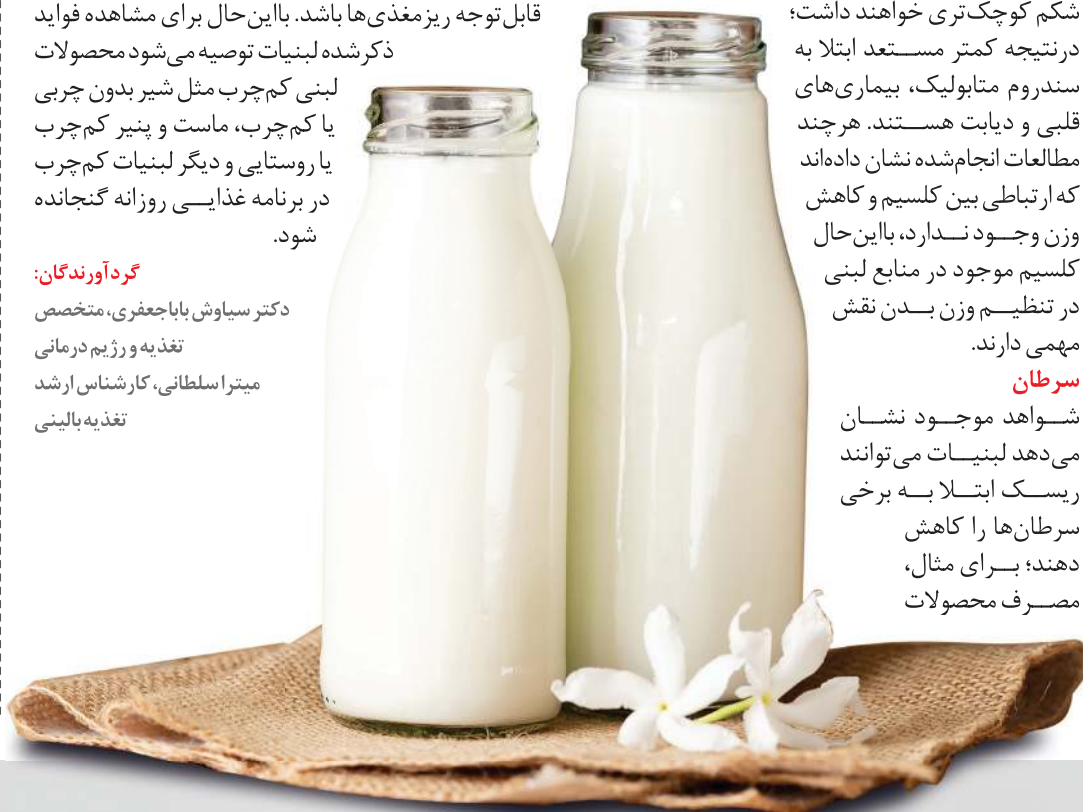 شکم کوچک‌تری خواهند داشت؛
درنتیجه کمتر مستعد ابتلا به
سندروم متابولیک، بیماری‌های
قلبی و دیابت هستند. هرچند
مطالعات انجام‌شده نشان داده‌اند
که ارتباطی بین کلسیم و کاهش
وزن وجود ندارد، بااین‌حال
کلسیم موجود در منابع لبنی
در تنظیم وزن بدن نقش
مهمی دارند.
سرطان
شواهد موجود نشان
می‌دهد لبنیات می‌توانند
ریسک ابتلا به برخی
سرطان‌ها را کاهش
دهند؛ برای مثال،
مصرف محصولات
قابل‌توجه ریزمغذی‌ها باشد. بااین‌حال برای مشاهده فواید
ذکرشده لبنیات توصیه می‌شود محصولات
لبنی کم‌چرب مثل شیر بدون چربی
یا کم‌چرب، ماست و پنیر کم‌چرب
یا روستایی و دیگر لبنیات کم‌چرب
در برنامه غذایی روزانه گنجانده
شود.
گردآورندگان:
دکتر سیاوش باباجعفری، متخصص
تغذیه و رژیم درمانی
میترا سلطانی، کارشناس ارشد
تغذیه بالینی